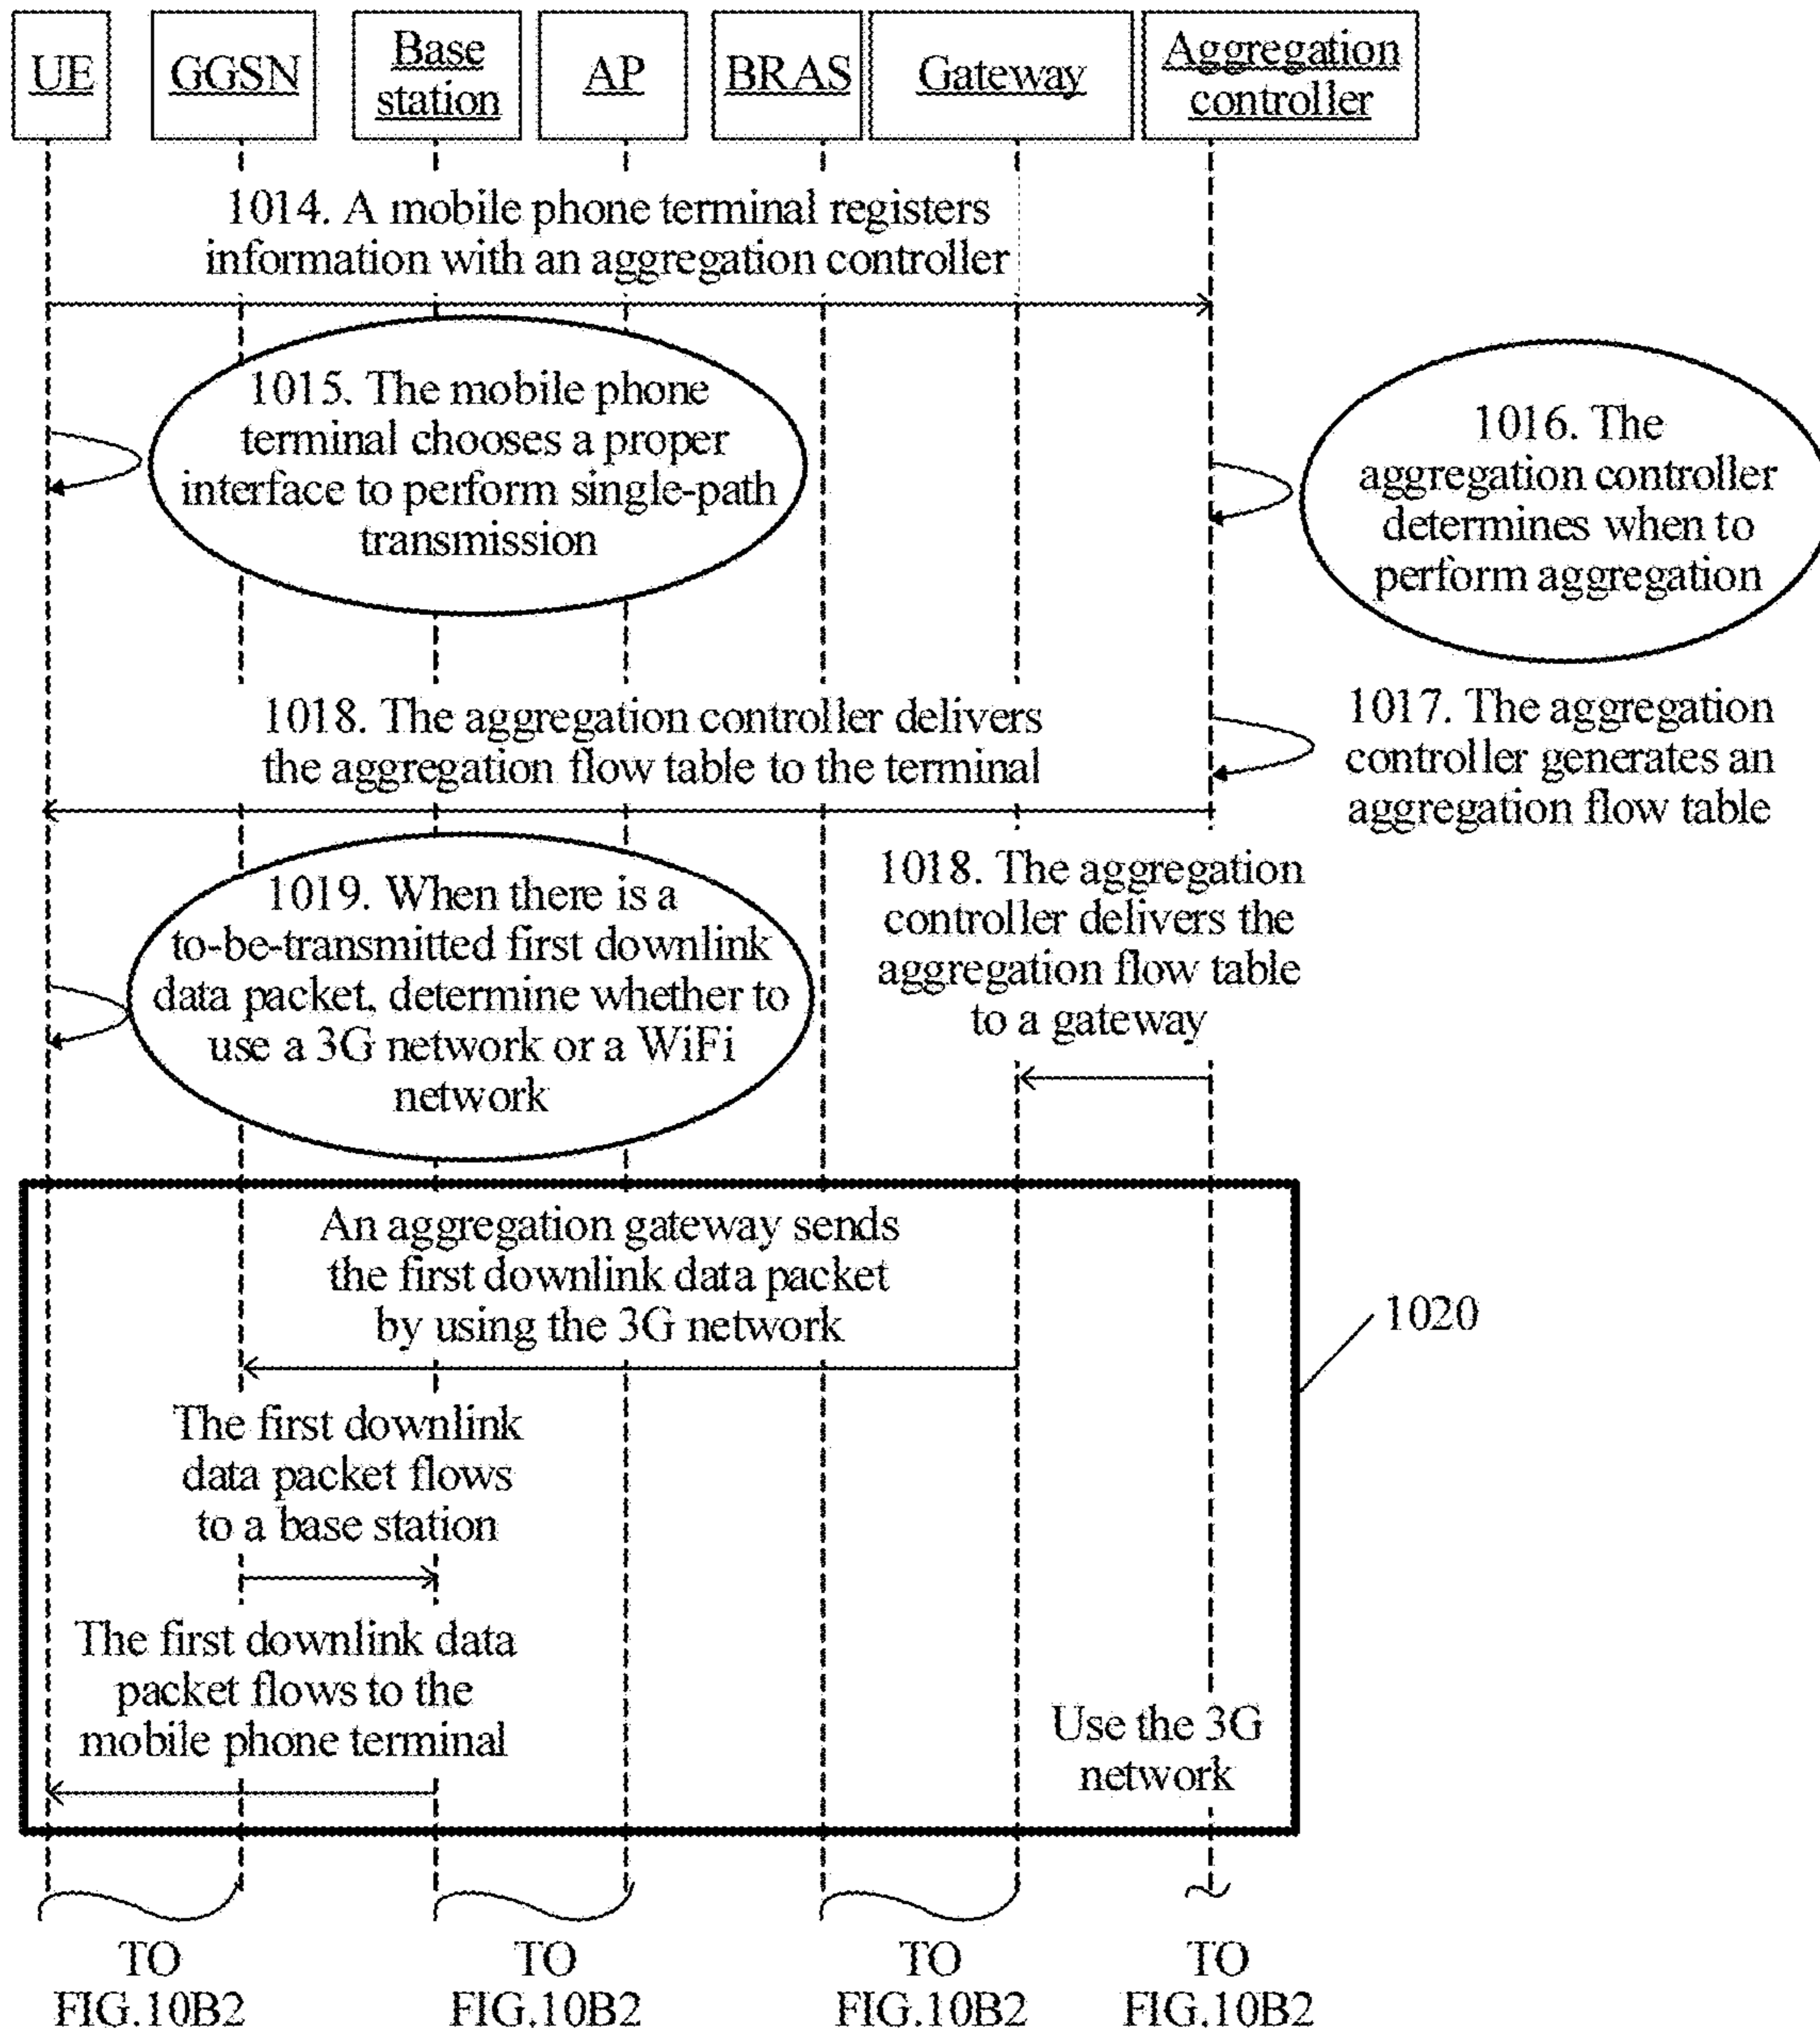 UE
GGSN
Base
station
AP
BRAS
Gateway
Aggregation
controller
1014. A mobile phone terminal registers
information with an aggregation controller
1015. The mobile phone
terminal chooses a proper
interface to perform single-path
transmission
1016. The
aggregation controller
determines when to
perform aggregation
1017. The aggregation
controller generates an
aggregation flow table
1018. The aggregation controller delivers
the aggregation flow table to the terminal
1018. The aggregation
controller delivers the
aggregation flow table
to a gateway
1019. When there is a
to-be-transmitted first downlink
data packet, determine whether to
use a 3G network or a WiFi
network
An aggregation gateway sends
the first downlink data packet
by using the 3G network
1020
The first downlink
data packet flows
to a base station
The first downlink data
packet flows to the
mobile phone terminal
Use the 3G
network
TO
FIG.10B2
TO
FIG.10B2
TO
FIG.10B2
TO
FIG.10B2